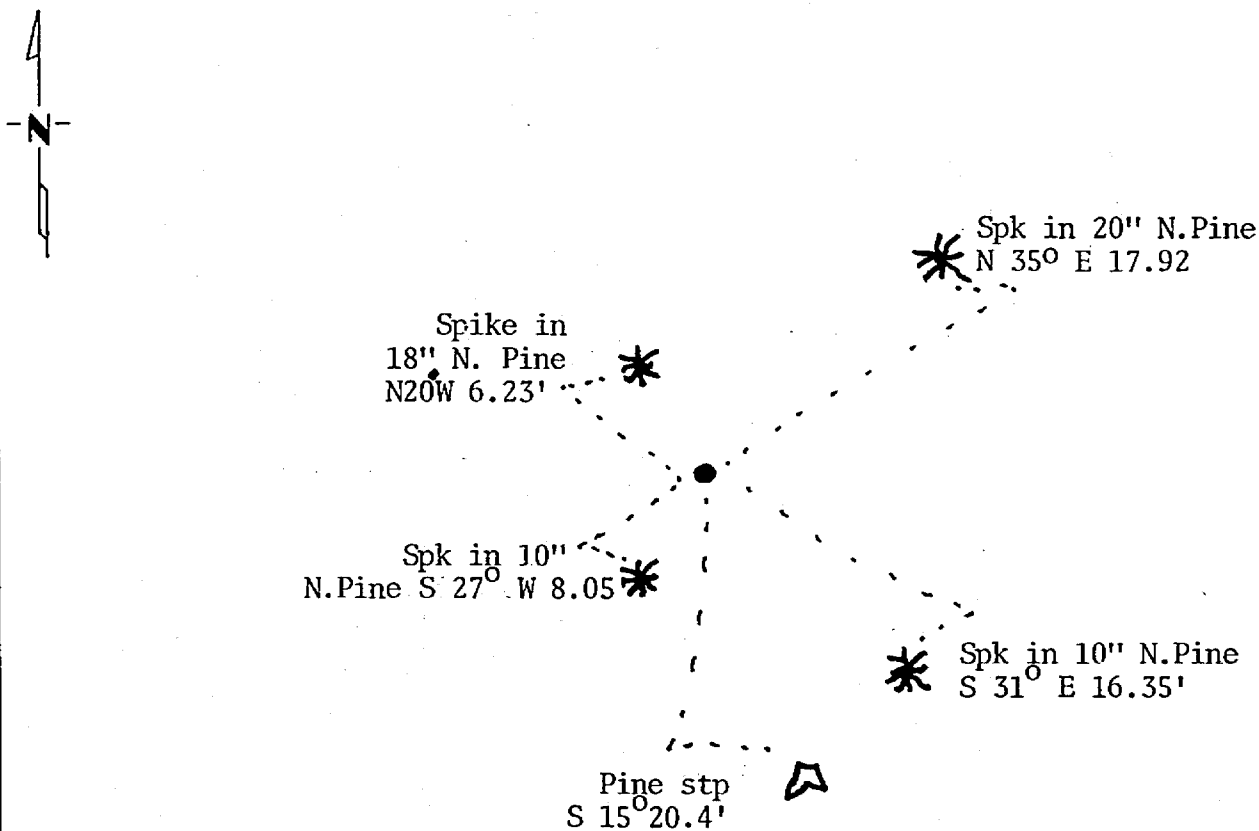 N
Spk in 20" N.Pine
N 35° E 17.92
Spike in
18" N. Pine
N20W 6.23'
Spk in 10"
N.Pine S 27° W 8.05
Spk in 10" N.Pine
S 31° E 16.35'
Pine stp
S 15°20.4'